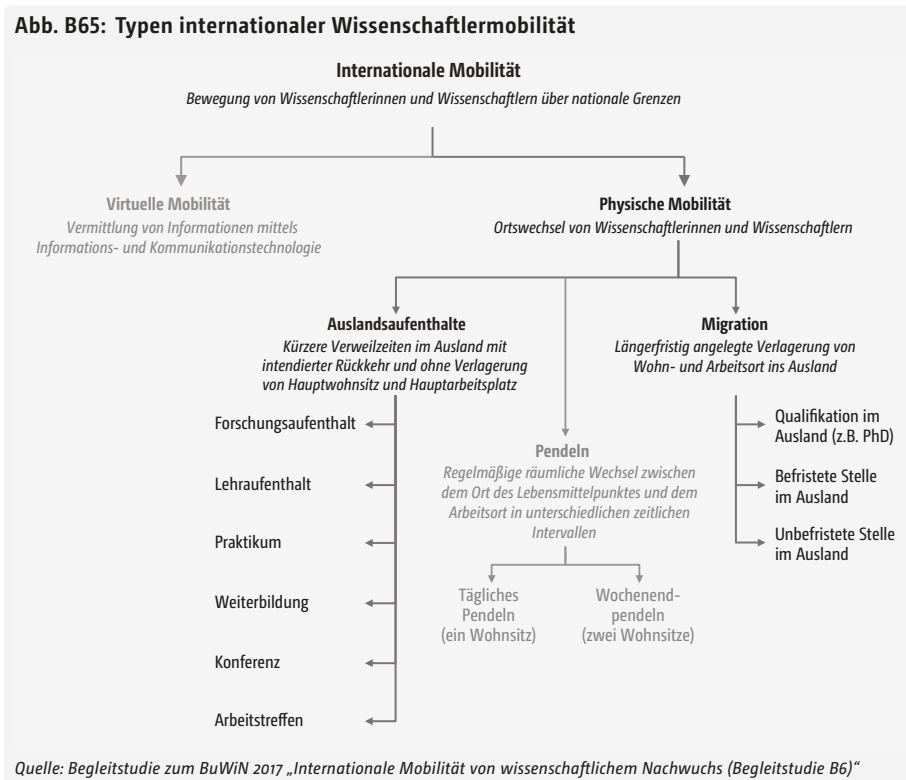 Abb. B65: Typen internationaler Wissenschaftlermobilität
Internationale Mobilität
Bewegung von Wissenschaftlerinnen und Wissenschaftlern über nationale Grenzen
Virtuelle Mobilität
Vermittlung von Informationen mittels
Informations- und Kommunikationstechnologie
Physische Mobilität
Ortswechsel von Wissenschaftlerinnen und Wissenschaftlern
Auslandsaufenthalte
Kürzere Verweilzeiten im Ausland mit
intendierter Rückkehr und ohne Verlagerung
von Hauptwohnsitz und Hauptarbeitsplatz
Forschungsaufenthalt
Lehraufenthalt
Praktikum
Weiterbildung
Konferenz
Arbeitstreffen
Pendeln
Regelmäßige räumliche Wechsel zwischen
dem Ort des Lebensmittelpunktes und dem
Arbeitsort in unterschiedlichen zeitlichen
Intervallen
Tägliches
Pendeln
(ein Wohnsitz)
Wochenend-
pendeln
(zwei Wohnsitze)
Migration
Längerfristig angelegte Verlagerung von
Wohn- und Arbeitsort ins Ausland
Qualifikation im
Ausland (z.B. PhD)
Befristete Stelle
im Ausland
Unbefristete Stelle
im Ausland
Quelle: Begleitstudie zum BuWiN 2017 „Internationale Mobilität von wissenschaftlichem Nachwuchs (Begleitstudie B6)“